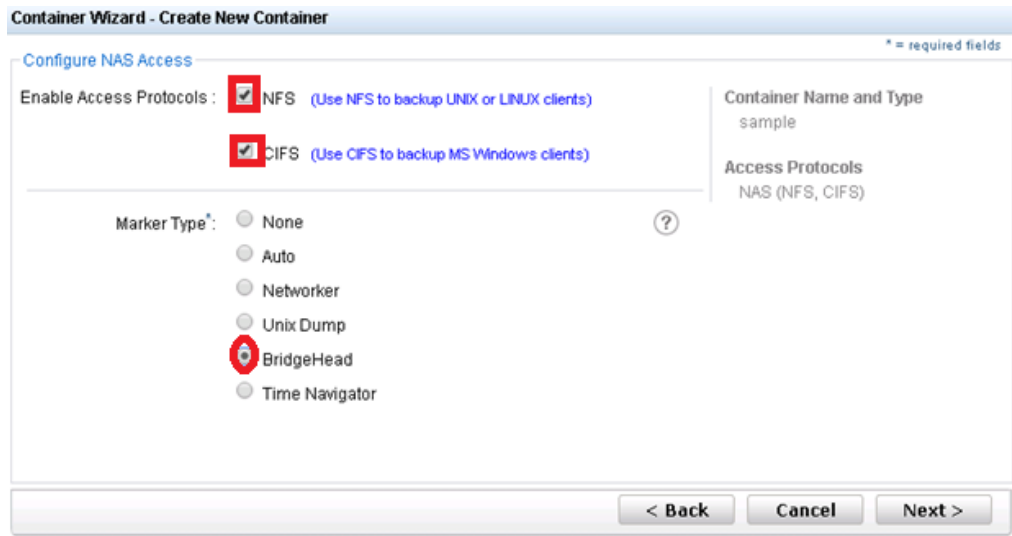 Container Wizard - Create New Container
* = required fields
Configure NAS Access
Enable Access Protocols : NFS (Use NFS to backup UNIX or LINUX clients)
CIFS (Use CIFS to backup MS Windows clients)
Container Name and Type
sample
Access Protocols
NAS (NFS, CIFS)
Marker Type*: None
?
Auto
Networker
Unix Dump
BridgeHead
Time Navigator
< Back
Cancel
Next >